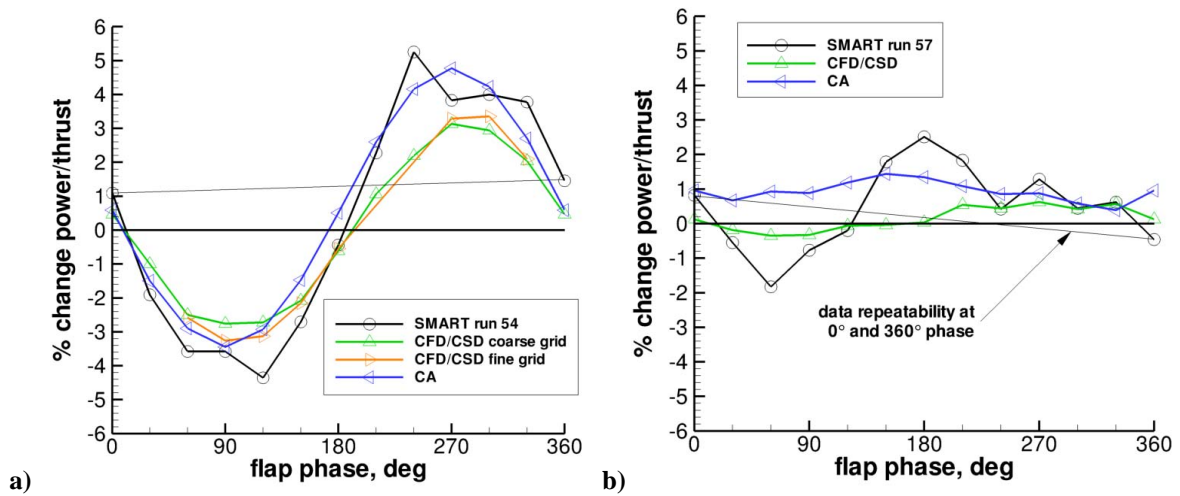 6
5
4
3
2
1
0
-1
-2
-3
-4
-5
-6
% change power/thrust
SMART run 54
CFD/CSD coarse grid
CFD/CSD fine grid
CA
0
90
180
270
360
flap phase, deg
a)
6
5
4
3
2
1
0
-1
-2
-3
-4
-5
-6
% change power/thrust
SMART run 57
CFD/CSD
CA
data repeatability at
0° and 360° phase
0
90
180
270
360
flap phase, deg
b)